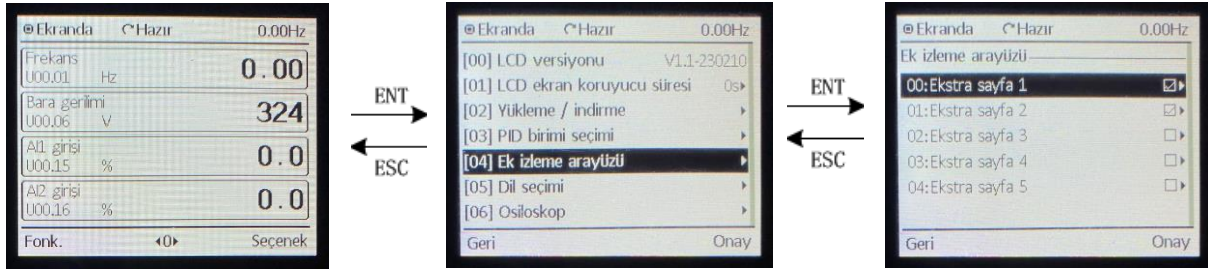 Ekranda Hazır 0.00Hz
Frekans
U00.01 Hz 0.00
Bara gerilimi
U00.06 V 324
AI1 girişi
U00.15 % 0.0
AI2 girişi
U00.16 % 0.0
Fonk. 0 Seçenek
ENT
ESC
Ekranda Hazır 0.00Hz
[00] LCD versiyonu V1.1-230210
[01] LCD ekran koruyucu süresi 0s
[02] Yükleme / indirme
[03] PID birimi seçimi
[04] Ek izleme arayüzü
[05] Dil seçimi
[06] Osiloskop
Geri Onay
ENT
ESC
Ekranda Hazır 0.00Hz
Ek izleme arayüzü
00:Ekstra sayfa 1
01:Ekstra sayfa 2
02:Ekstra sayfa 3
03:Ekstra sayfa 4
04:Ekstra sayfa 5
Geri Onay